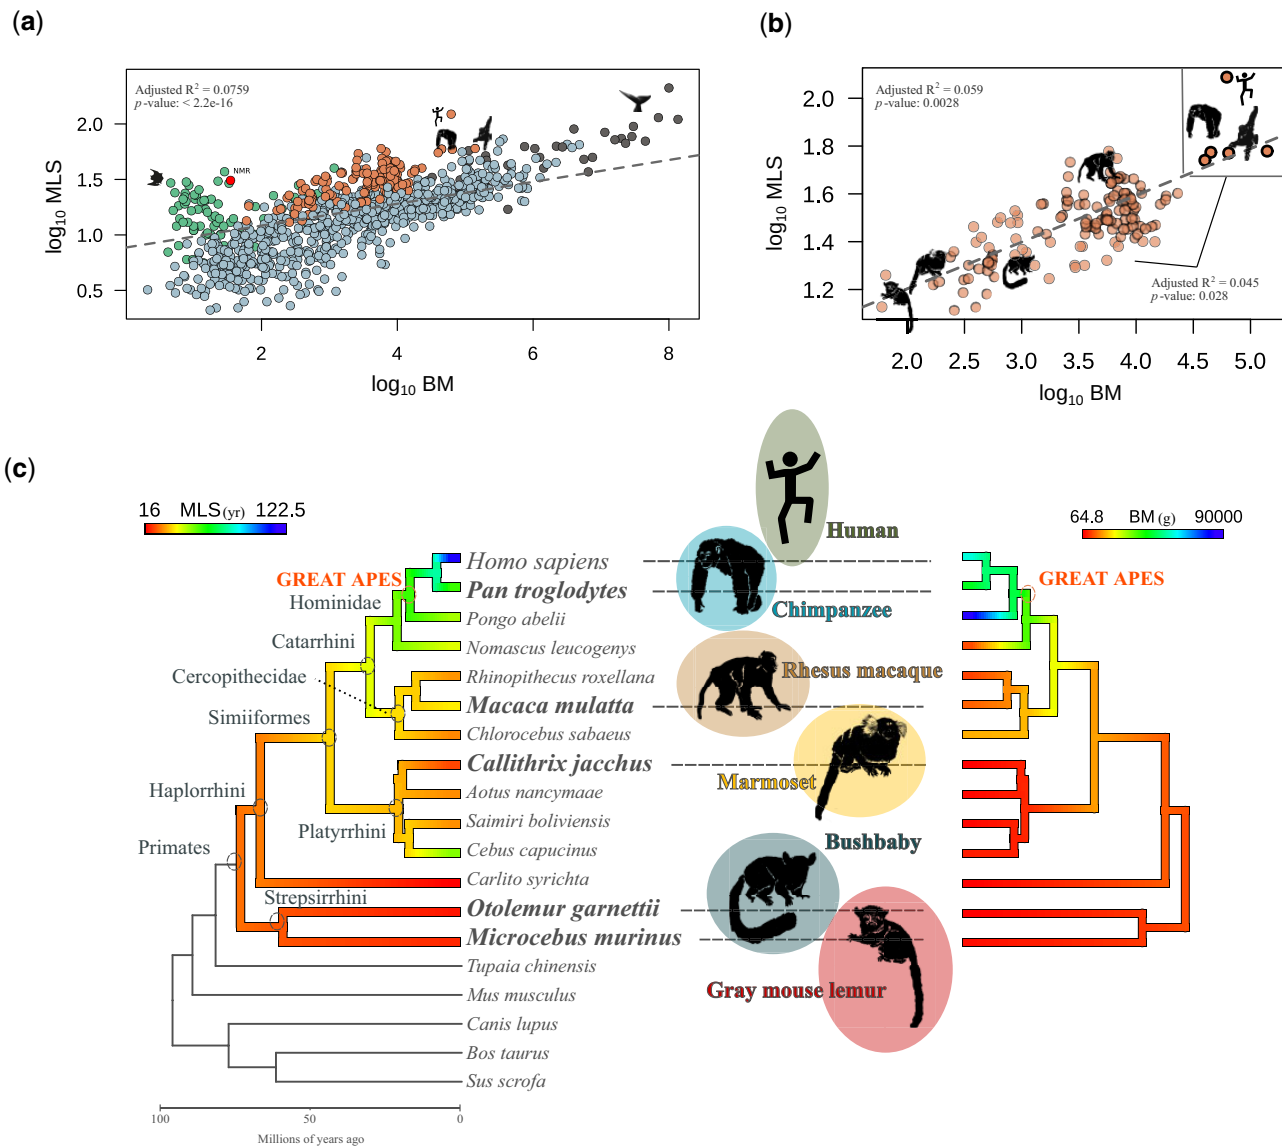 (a)
Adjusted R2 = 0.0759
p-value: < 2.2e-16
NMR
log10 MLS
2.0
1.5
1.0
0.5
2 4 6 8
log10 BM
(b)
Adjusted R2 = 0.059
p-value: 0.0028
log10 MLS
2.0
1.8
1.6
1.4
1.2
Adjusted R2 = 0.045
p-value: 0.028
2.0 2.5 3.0 3.5 4.0 4.5 5.0
log10 BM
(c)
16 MLS (yr) 122.5
64.8 BM (g) 90000
Human
Homo sapiens
GREAT APES
GREAT APES
Pan troglodytes
Hominidae
Chimpanzee
Pongo abelii
Catarrhini
Nomascus leucogenys
Rhesus macaque
Cercopithecidae
Rhinopithecus roxellana
Macaca mulatta
Simiiformes
Chlorocebus sabaeus
Callithrix jacchus
Marmoset
Haplorrhini
Aotus nancymaae
Platyrrhini
Saimiri boliviensis
Bushbaby
Primates
Cebus capucinus
Carlito syrichta
Strepsirrhini
Otolemur garnettii
Microcebus murinus
Tupaia chinensis
Gray mouse lemur
Mus musculus
Canis lupus
Bos taurus
Sus scrofa
100 50 0
Millions of years ago